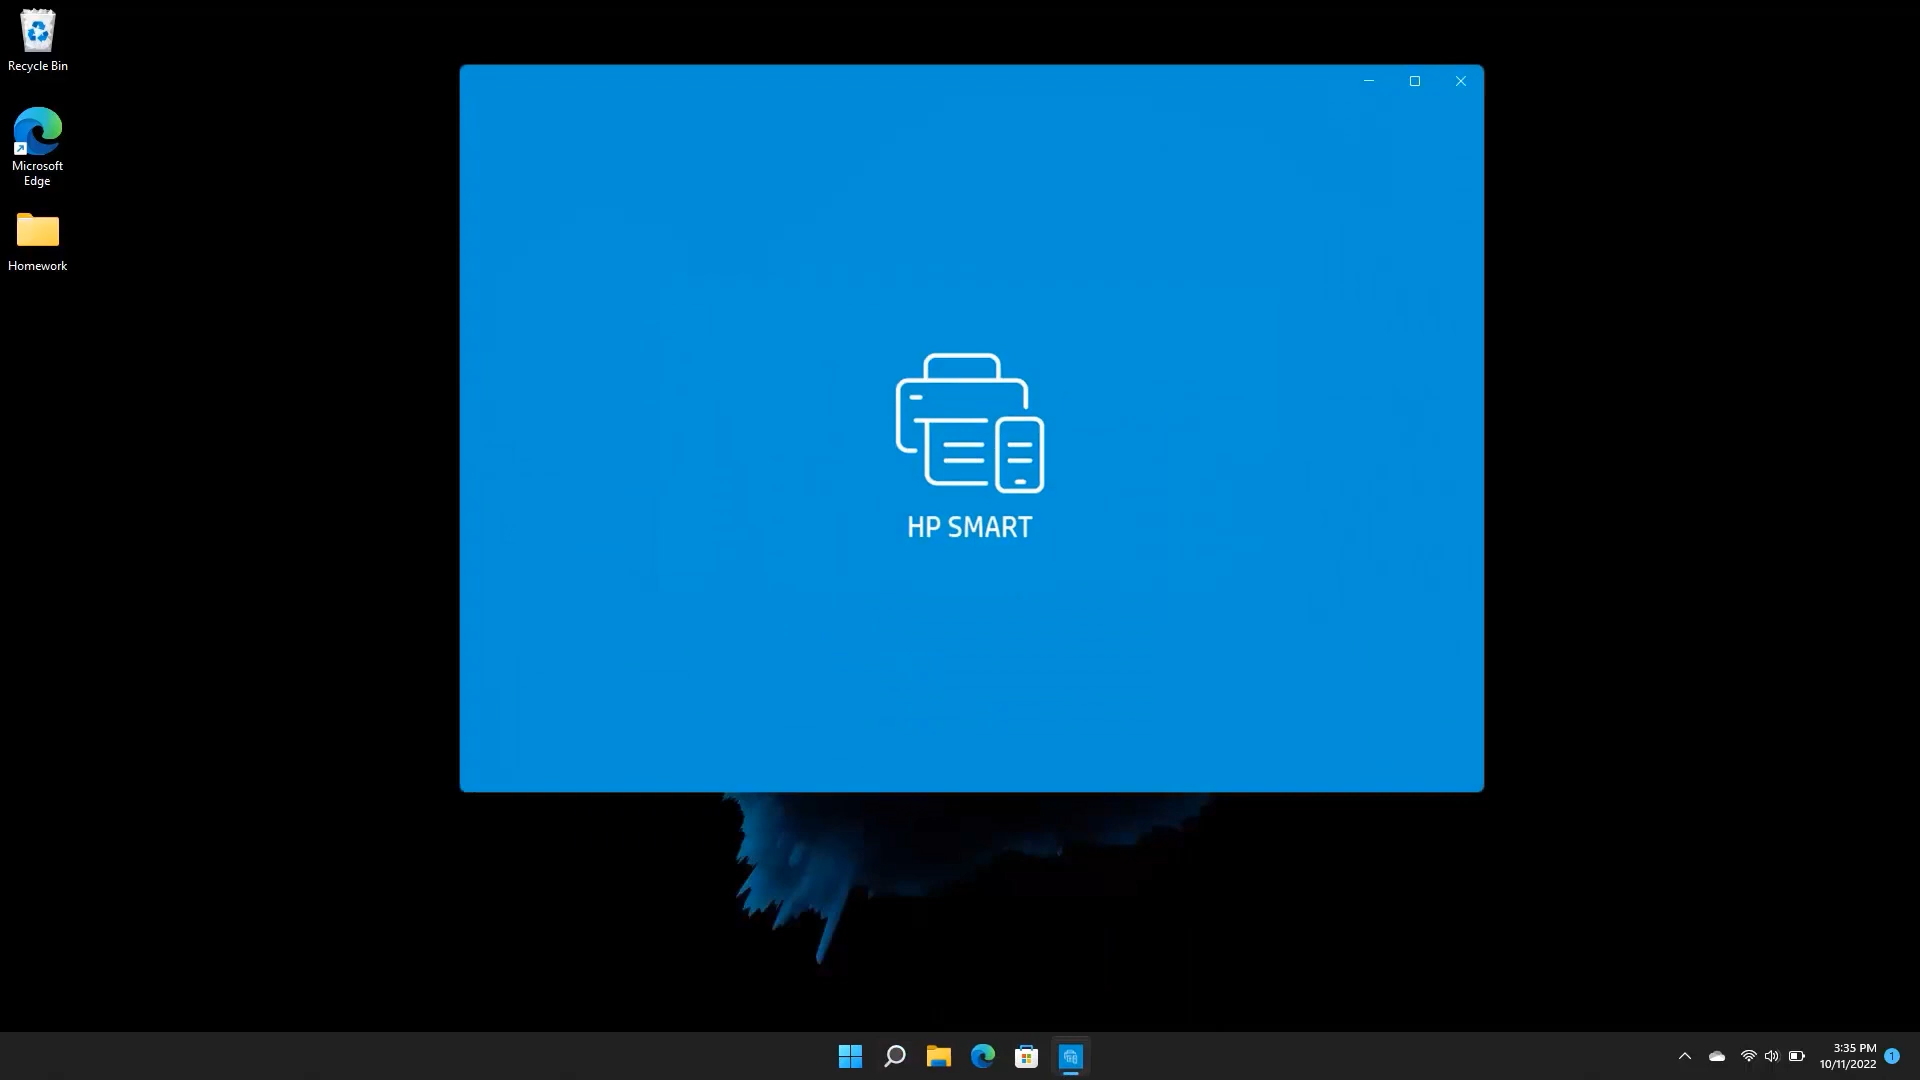 Recycle Bin
Microsoft
Edge
Homework
HP SMART
3:35 PM
10/11/2022
1